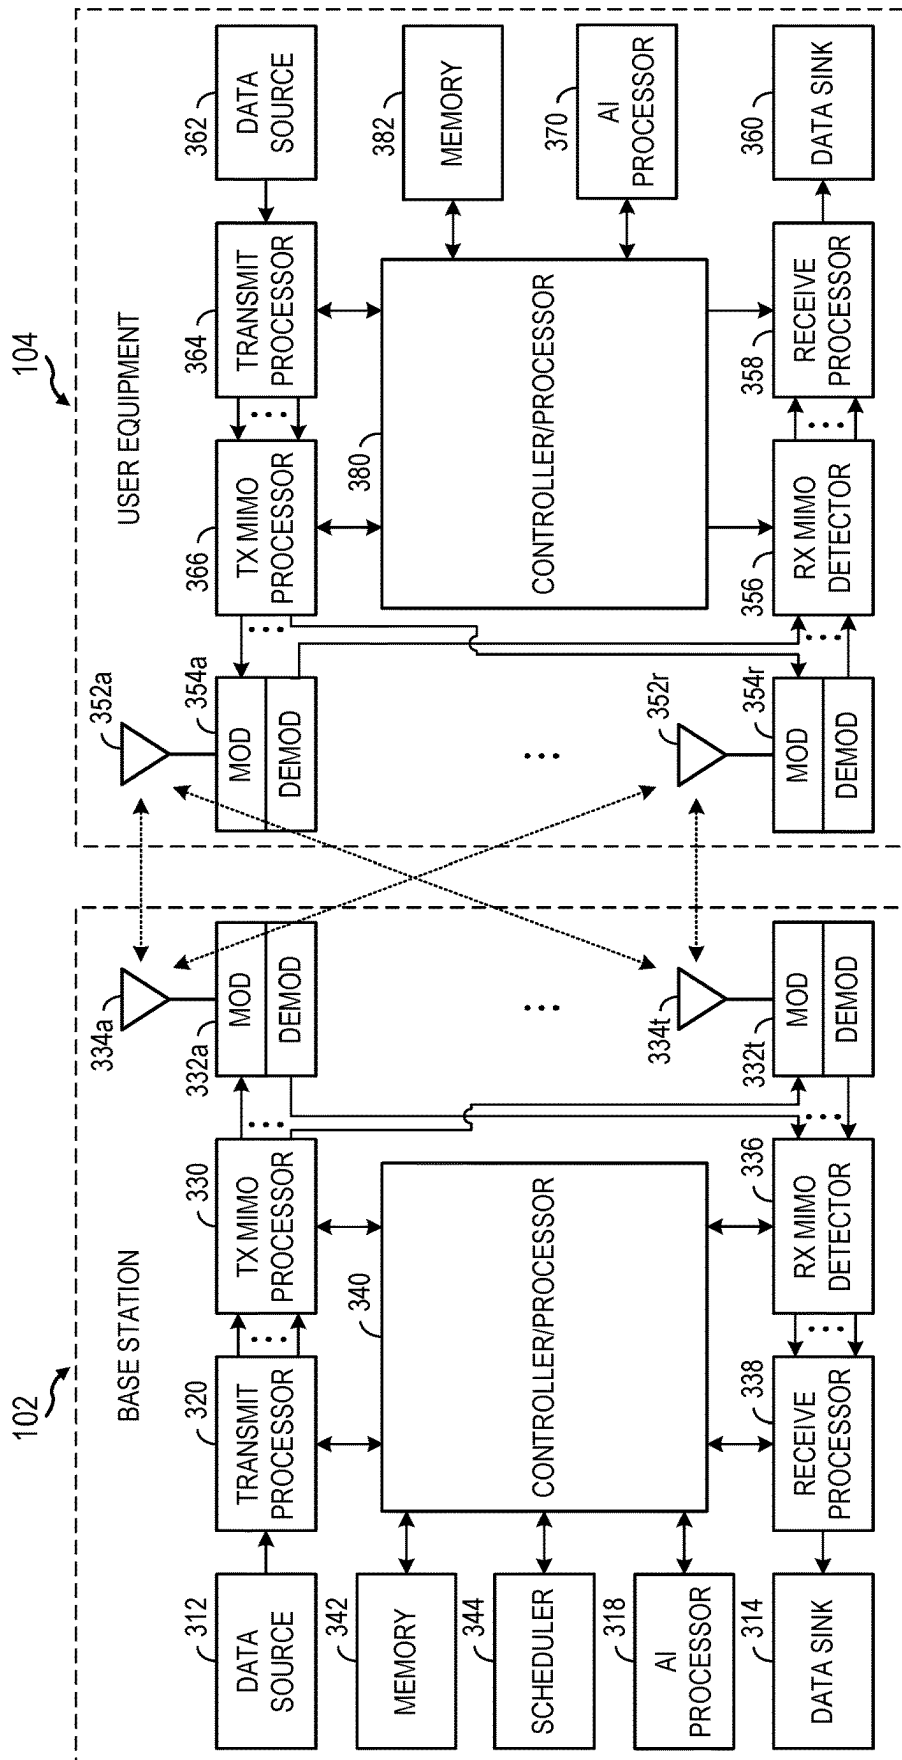 102
BASE STATION
312
DATA
SOURCE
320
TRANSMIT
PROCESSOR
330
TX MIMO
PROCESSOR
334a
332a
MOD
DEMOD
342
MEMORY
344
SCHEDULER
318
AI
PROCESSOR
340
CONTROLLER/PROCESSOR
334t
332t
MOD
DEMOD
314
DATA SINK
338
RECEIVE
PROCESSOR
336
RX MIMO
DETECTOR
104
USER EQUIPMENT
352a
354a
MOD
DEMOD
366
TX MIMO
PROCESSOR
364
TRANSMIT
PROCESSOR
362
DATA
SOURCE
380
CONTROLLER/PROCESSOR
382
MEMORY
370
AI
PROCESSOR
352r
354r
MOD
DEMOD
356
RX MIMO
DETECTOR
358
RECEIVE
PROCESSOR
360
DATA SINK